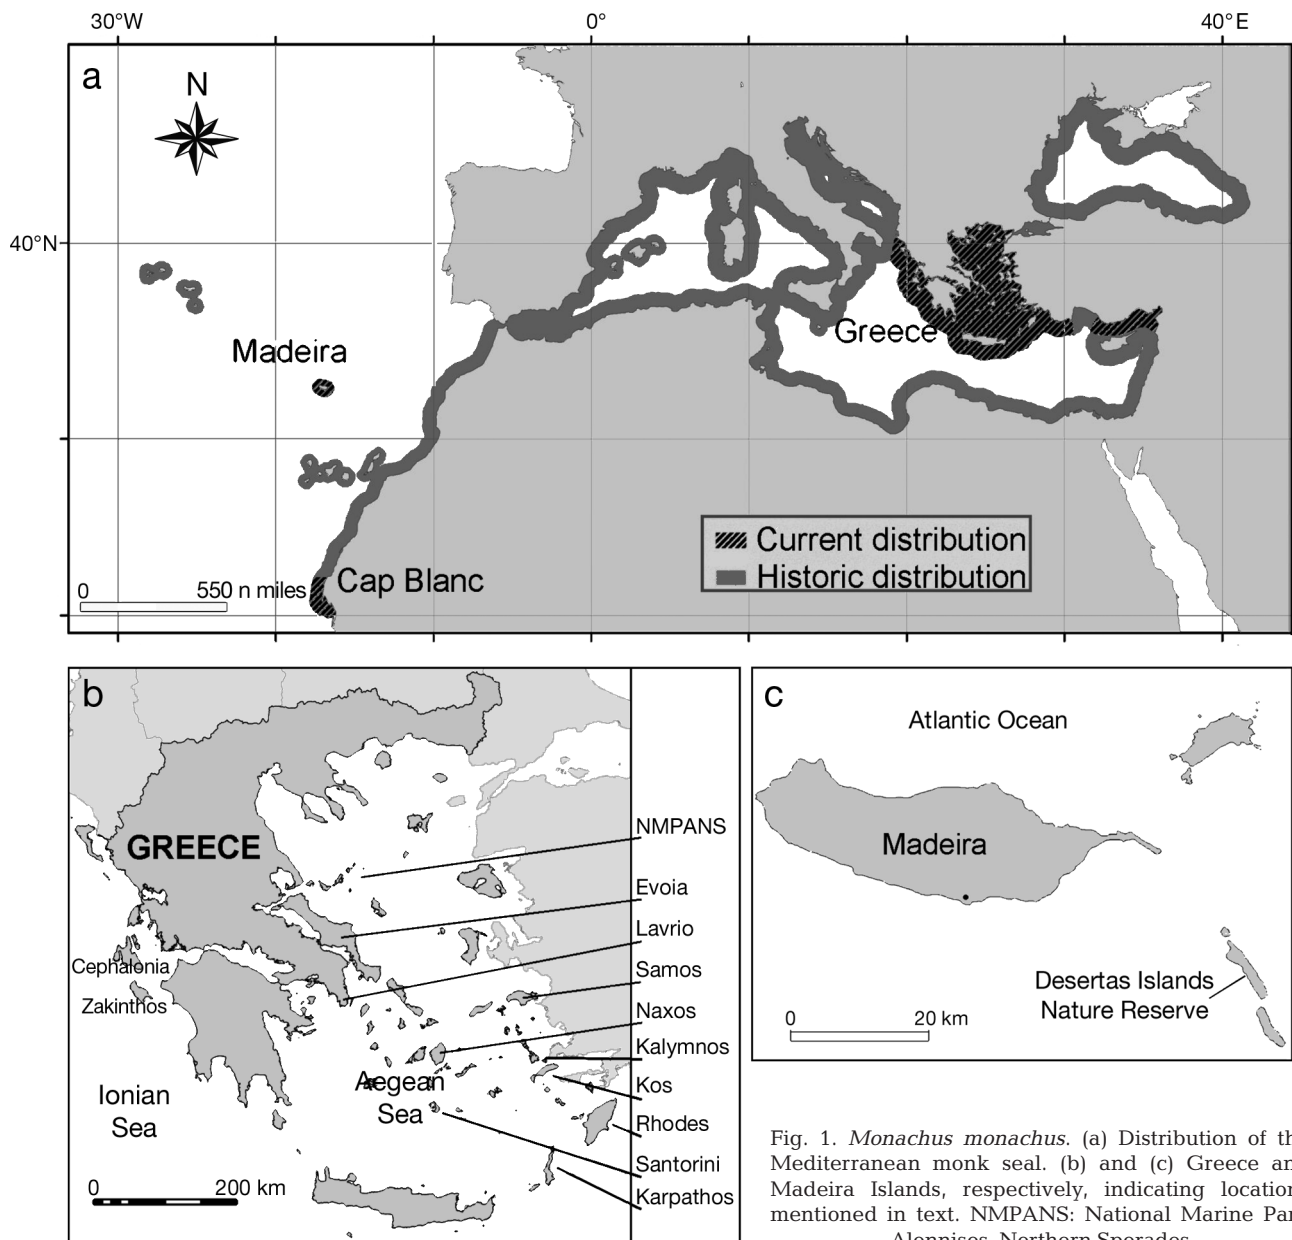 30°W 0° 40°E
a
N
40°N
Madeira
Greece
Current distribution
Historic distribution
Cap Blanc
0 550 n miles
b
GREECE
NMPANS
Evoia
Lavrio
Samos
Naxos
Kalymnos
Kos
Rhodes
Santorini
Karpathos
Cephalonia
Zakinthos
Ionian
Sea
Aegean
Sea
0 200 km
c
Atlantic Ocean
Madeira
Desertas Islands
Nature Reserve
0 20 km
Fig. 1. Monachus monachus. (a) Distribution of th
Mediterranean monk seal. (b) and (c) Greece an
Madeira Islands, respectively, indicating location
mentioned in text. NMPANS: National Marine Par
Alonnisos, Northern Sporades